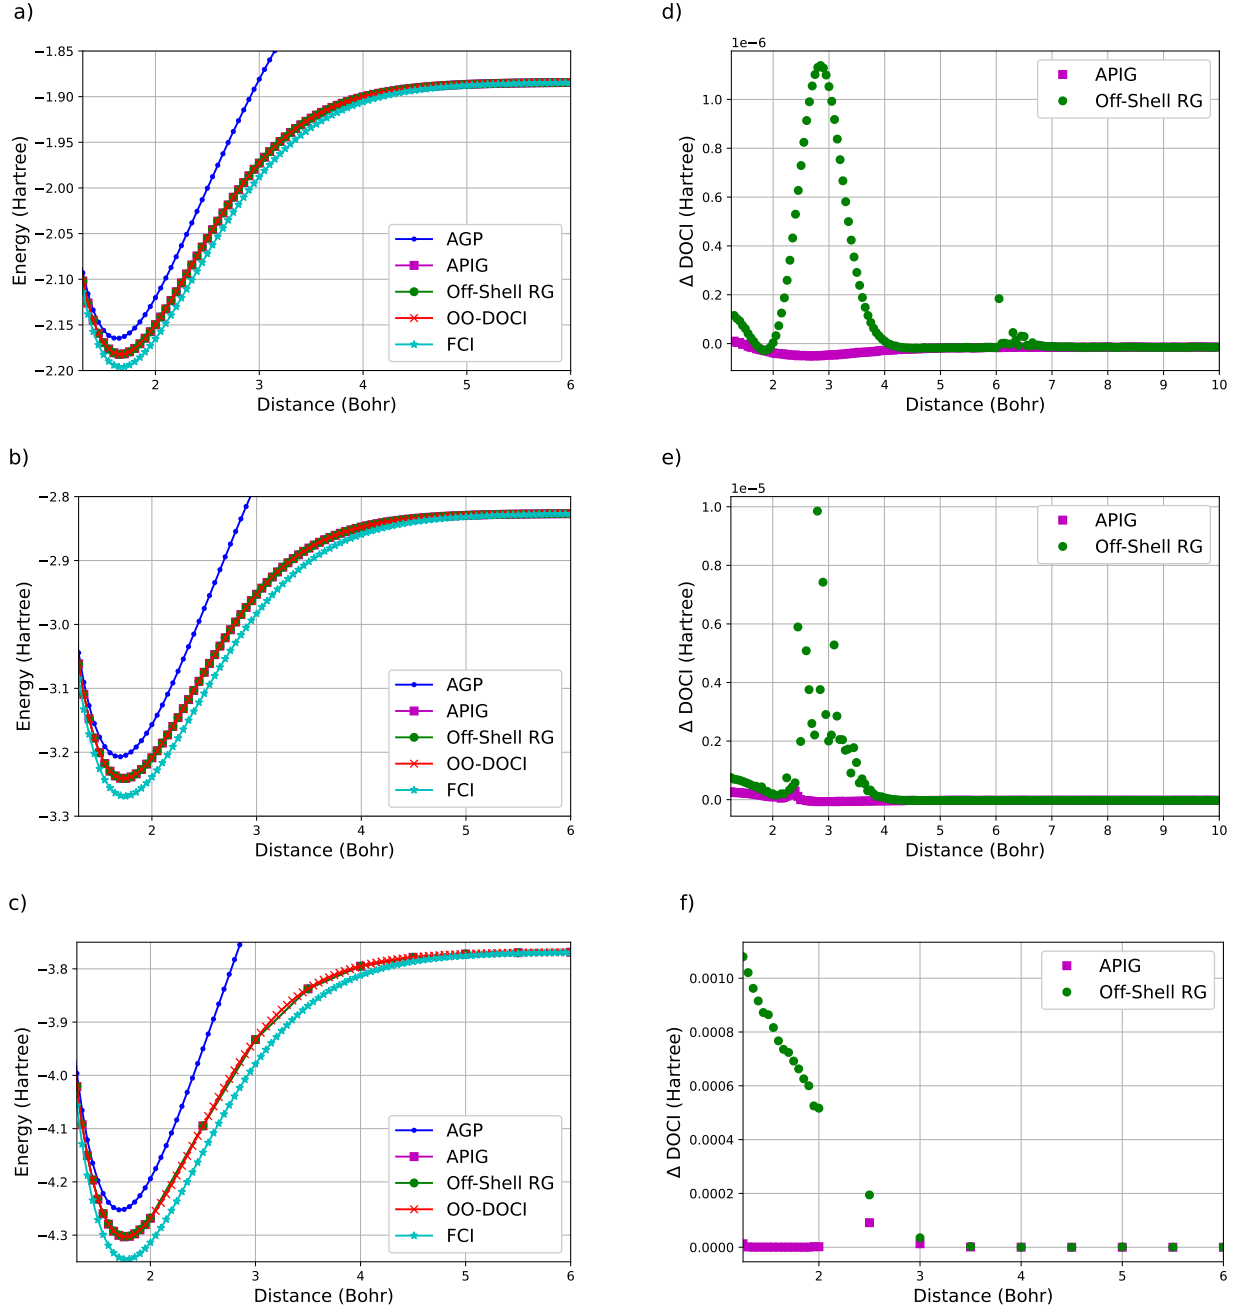 a)
−1.85
−1.90
−1.95
−2.00
−2.05
−2.10
−2.15
−2.20
Energy (Hartree)
AGP
APIG
Off-Shell RG
OO-DOCI
FCI
2 3 4 5 6
Distance (Bohr)
d)
1e−6
1.0
0.8
0.6
0.4
0.2
0.0
Δ DOCI (Hartree)
APIG
Off-Shell RG
2 3 4 5 6 7 8 9 10
Distance (Bohr)
b)
−2.8
−2.9
−3.0
−3.1
−3.2
−3.3
Energy (Hartree)
AGP
APIG
Off-Shell RG
OO-DOCI
FCI
2 3 4 5 6
Distance (Bohr)
e)
1e−5
1.0
0.8
0.6
0.4
0.2
0.0
Δ DOCI (Hartree)
APIG
Off-Shell RG
2 3 4 5 6 7 8 9 10
Distance (Bohr)
c)
−3.8
−3.9
−4.0
−4.1
−4.2
−4.3
Energy (Hartree)
AGP
APIG
Off-Shell RG
OO-DOCI
FCI
2 3 4 5 6
Distance (Bohr)
f)
0.0010
0.0008
0.0006
0.0004
0.0002
0.0000
Δ DOCI (Hartree)
APIG
Off-Shell RG
2 3 4 5 6
Distance (Bohr)